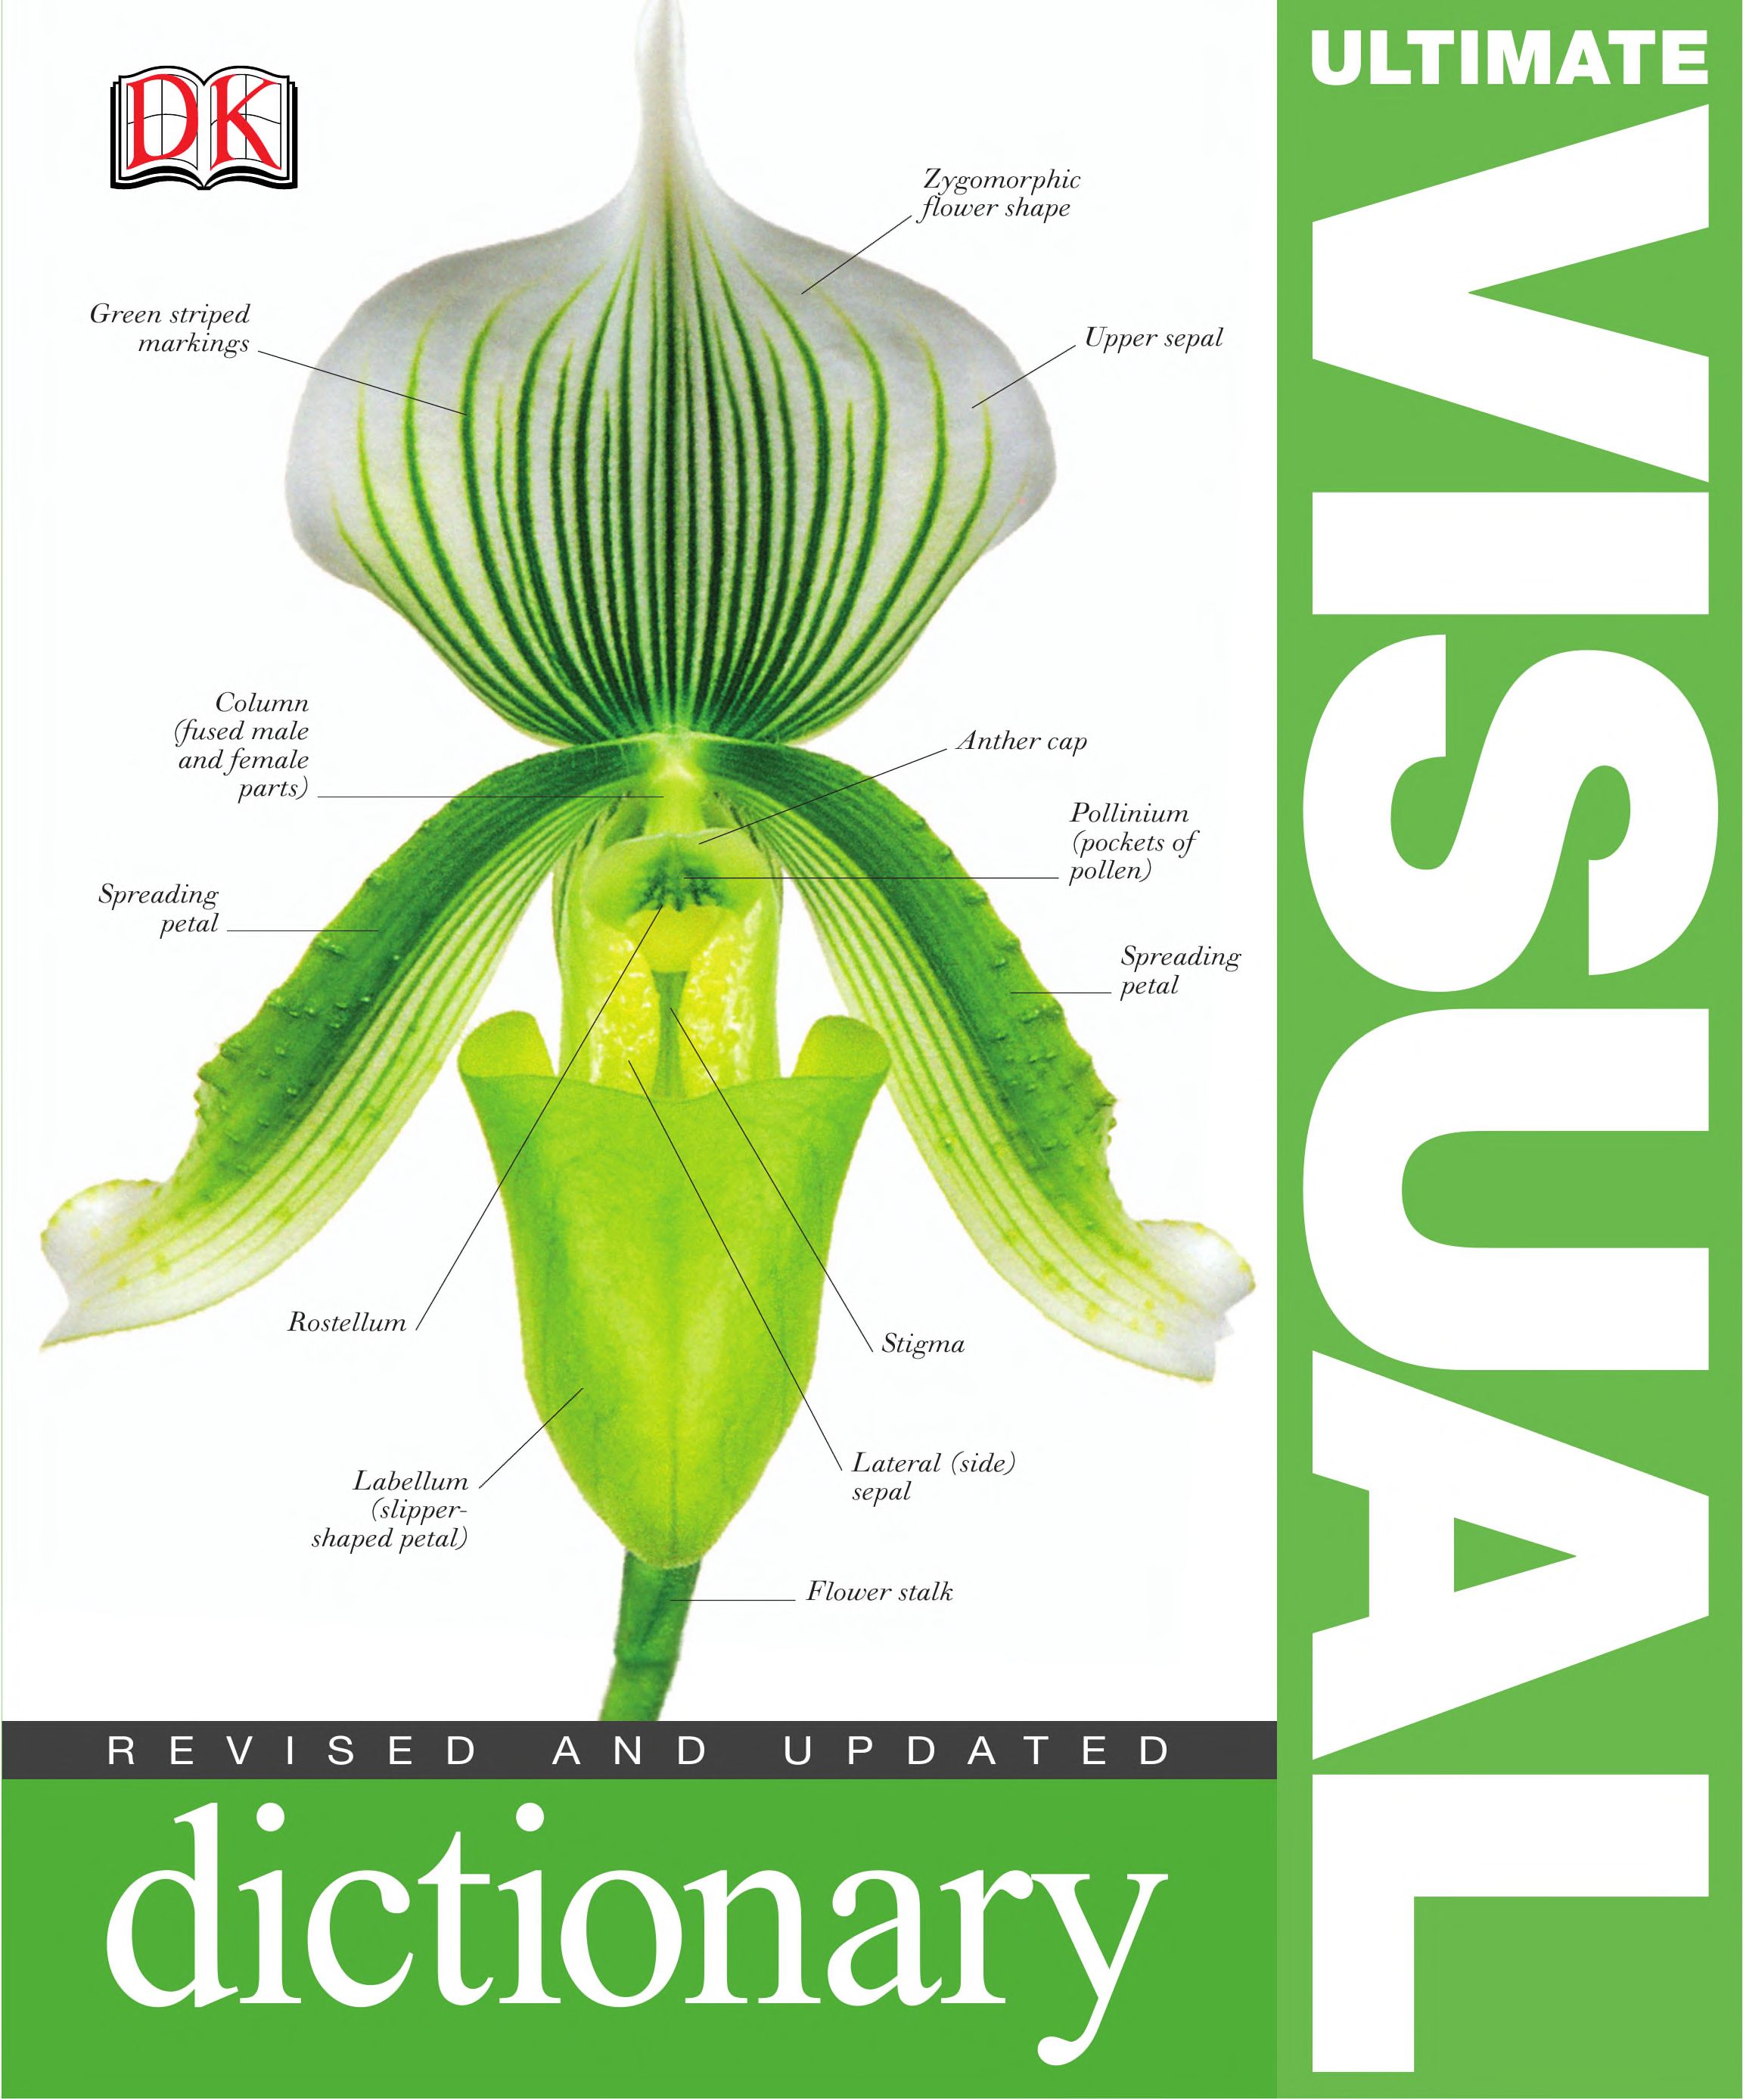 DK
ULTIMATE
VISUAL
Zygomorphic
flower shape
Green striped
markings
Upper sepal
Column
(fused male
and female
parts)
Anther cap
Pollinium
(pockets of
pollen)
Spreading
petal
Spreading
petal
Rostellum
Stigma
Lateral (side)
sepal
Labellum
(slipper-
shaped petal)
Flower stalk
REVISED AND UPDATED
dictionary